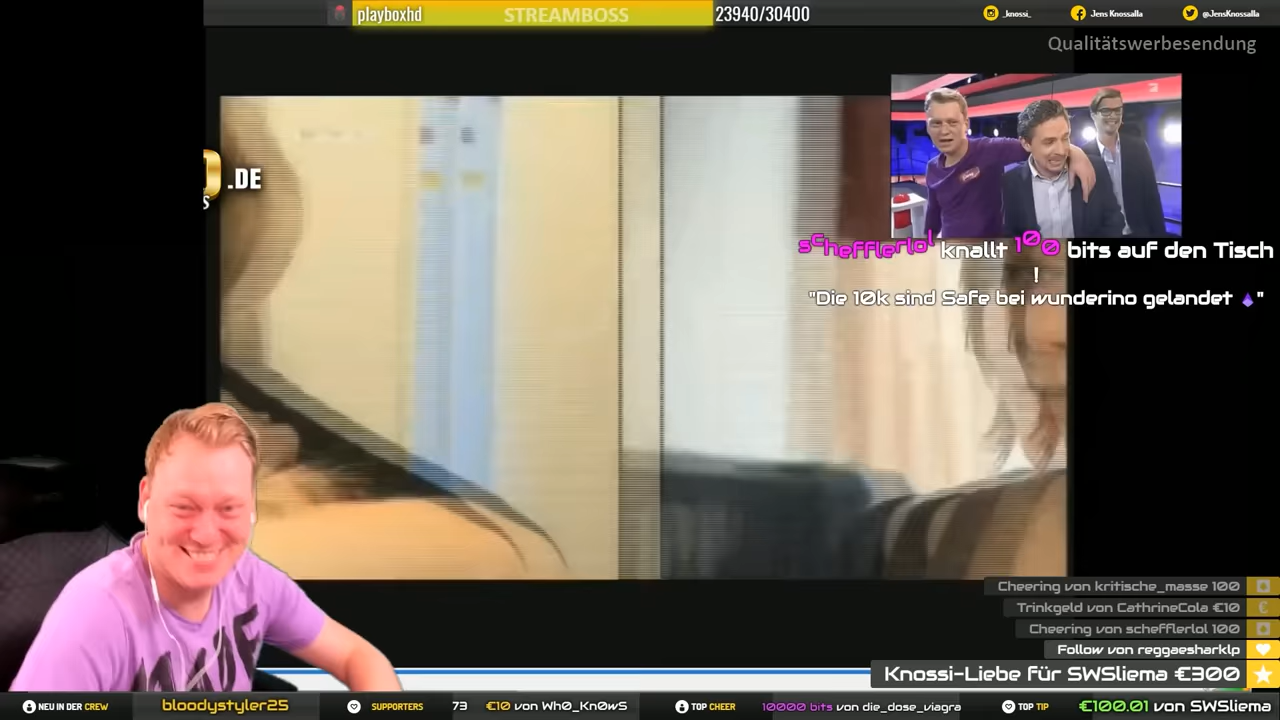 playboxhd STREAMBOSS 23940/30400 _knossi_ Jens Knossalla @JensKnossalla
Qualitätswerbesendung
.DE
schefflerlol knallt 100 bits auf den Tisch
!
"Die 10k sind Safe bei wunderino gelandet "
Cheering von kritische_masse 100
Trinkgeld von CathrineCola €10 €
Cheering von schefflerlol 100
Follow von reggaesharklp
Knossi-Liebe für SWSliema €300
NEU IN DER CREW bloodystyler25 SUPPORTERS 73 €10 von Wh0_Kn0wS TOP CHEER 10000 bits von die_dose_viagra TOP TIP €100.01 von SWSliema